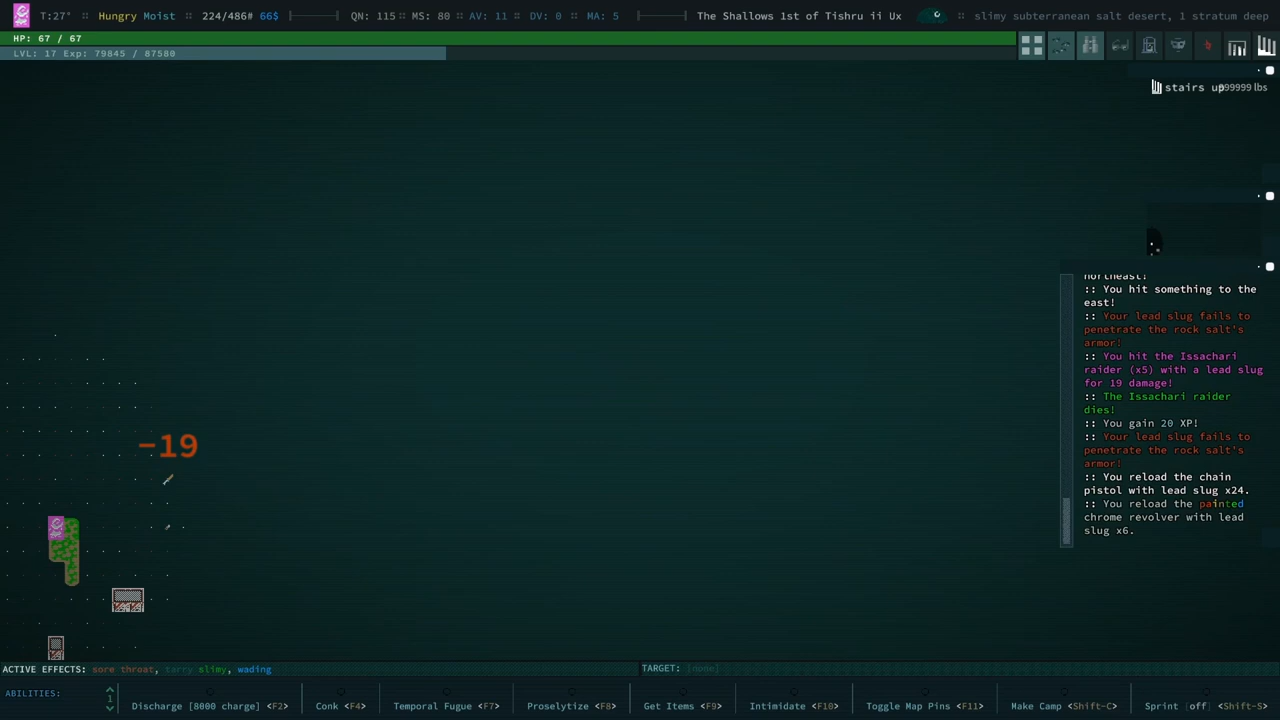 T:27° :: Hungry Moist :: 224/486# 66$ QN: 115 :: MS: 80 :: AV: 11 :: DV: 0 :: MA: 5 The Shallows 1st of Tishru ii Ux :: slimy subterranean salt desert, 1 stratum deep
HP: 67 / 67
LVL: 17 Exp: 79845 / 87580
stairs up 999999 lbs
northeast!
:: You hit something to the
east!
:: Your lead slug fails to
penetrate the rock salt's
armor!
:: You hit the Issachari
raider (x5) with a lead slug
for 19 damage!
:: The Issachari raider
dies!
:: You gain 20 XP!
:: Your lead slug fails to
penetrate the rock salt's
armor!
:: You reload the chain
pistol with lead slug x24.
:: You reload the painted
chrome revolver with lead
slug x6.
-19
ACTIVE EFFECTS: sore throat, tarry slimy, wading
TARGET: [none]
ABILITIES: 1 Discharge [8000 charge] <F2> Conk <F4> Temporal Fugue <F7> Proselytize <F8> Get Items <F9> Intimidate <F10> Toggle Map Pins <F11> Make Camp <Shift-C> Sprint [off] <Shift-S>